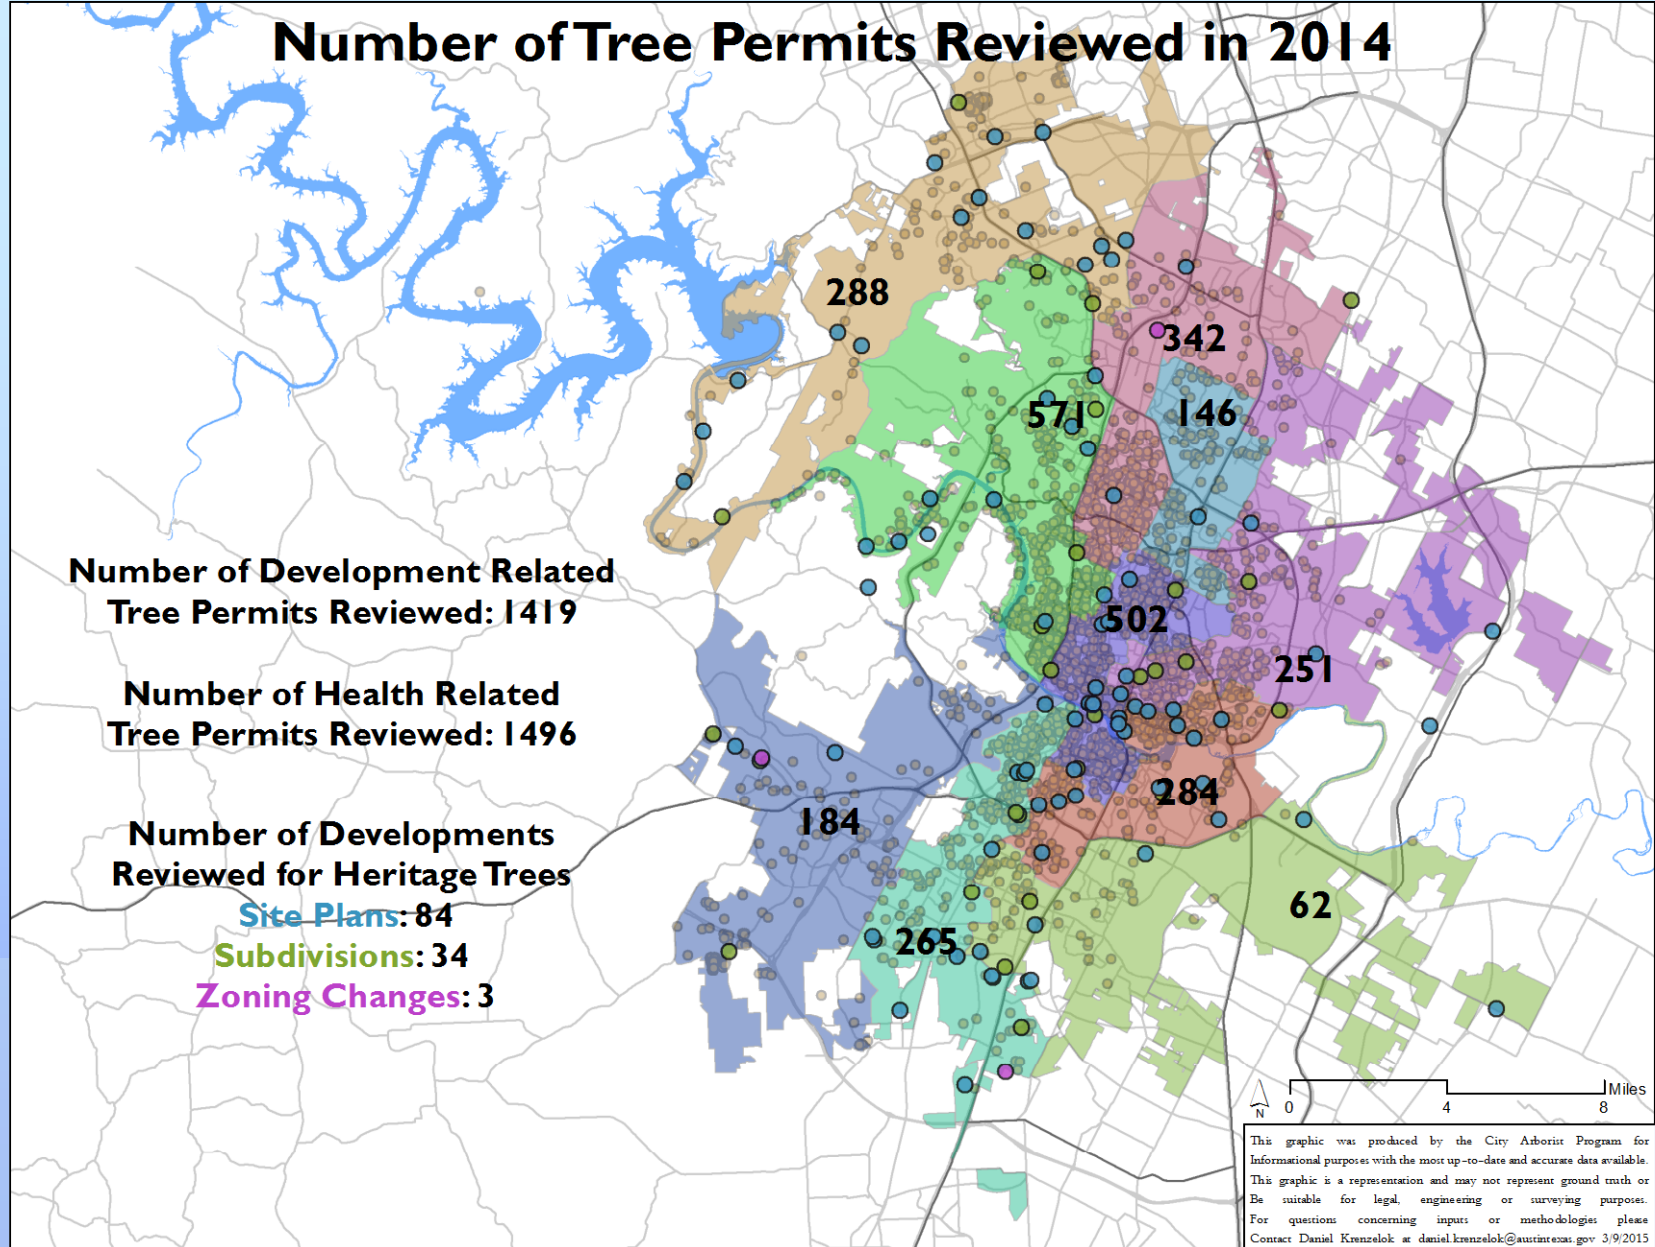 Number of Tree Permits Reviewed in 2014
288
342
571
146
502
251
284
184
62
265
Number of Development Related
Tree Permits Reviewed: 1419
Number of Health Related
Tree Permits Reviewed: 1496
Number of Developments
Reviewed for Heritage Trees
Site Plans: 84
Subdivisions: 34
Zoning Changes: 3
Miles
N
0 4 8
This graphic was produced by the City Arborist Program for
Informational purposes with the most up-to-date and accurate data available.
This graphic is a representation and may not represent ground truth or
Be suitable for legal, engineering or surveying purposes.
For questions concerning inputs or methodologies please
Contact Daniel Krenzelok at daniel.krenzelok@austintexas.gov 3/9/2015